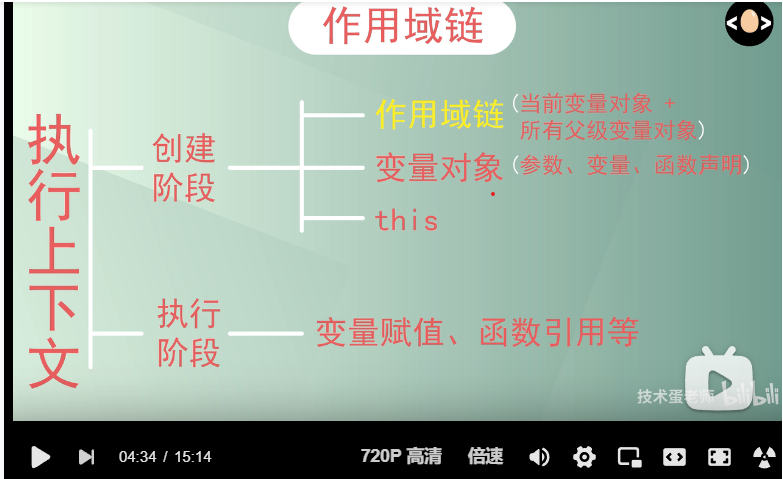 作用域链
< >
执行上下文
创建
阶段
作用域链
(当前变量对象 +
所有父级变量对象)
变量对象
(参数、变量、函数声明)
this
执行
阶段
变量赋值、函数引用等
技术蛋老师
bilibili
04:34 / 15:14
720P 高清
倍速